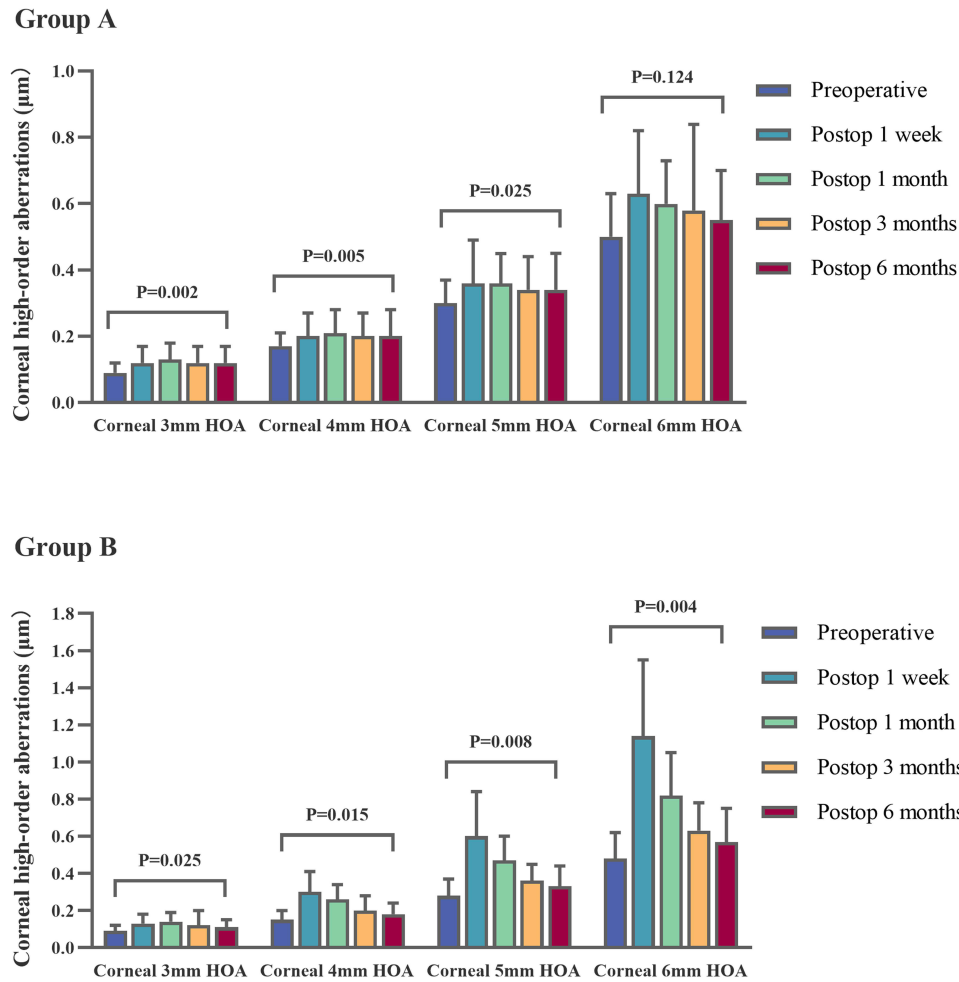 Group A
Corneal high-order aberrations (μm)
1.0
0.8
0.6
0.4
0.2
0.0
P=0.002
P=0.005
P=0.025
P=0.124
Corneal 3mm HOA
Corneal 4mm HOA
Corneal 5mm HOA
Corneal 6mm HOA
Preoperative
Postop 1 week
Postop 1 month
Postop 3 months
Postop 6 months
Group B
Corneal high-order aberrations (μm)
1.8
1.6
1.4
1.2
1.0
0.8
0.6
0.4
0.2
0.0
P=0.025
P=0.015
P=0.008
P=0.004
Corneal 3mm HOA
Corneal 4mm HOA
Corneal 5mm HOA
Corneal 6mm HOA
Preoperative
Postop 1 week
Postop 1 month
Postop 3 months
Postop 6 months